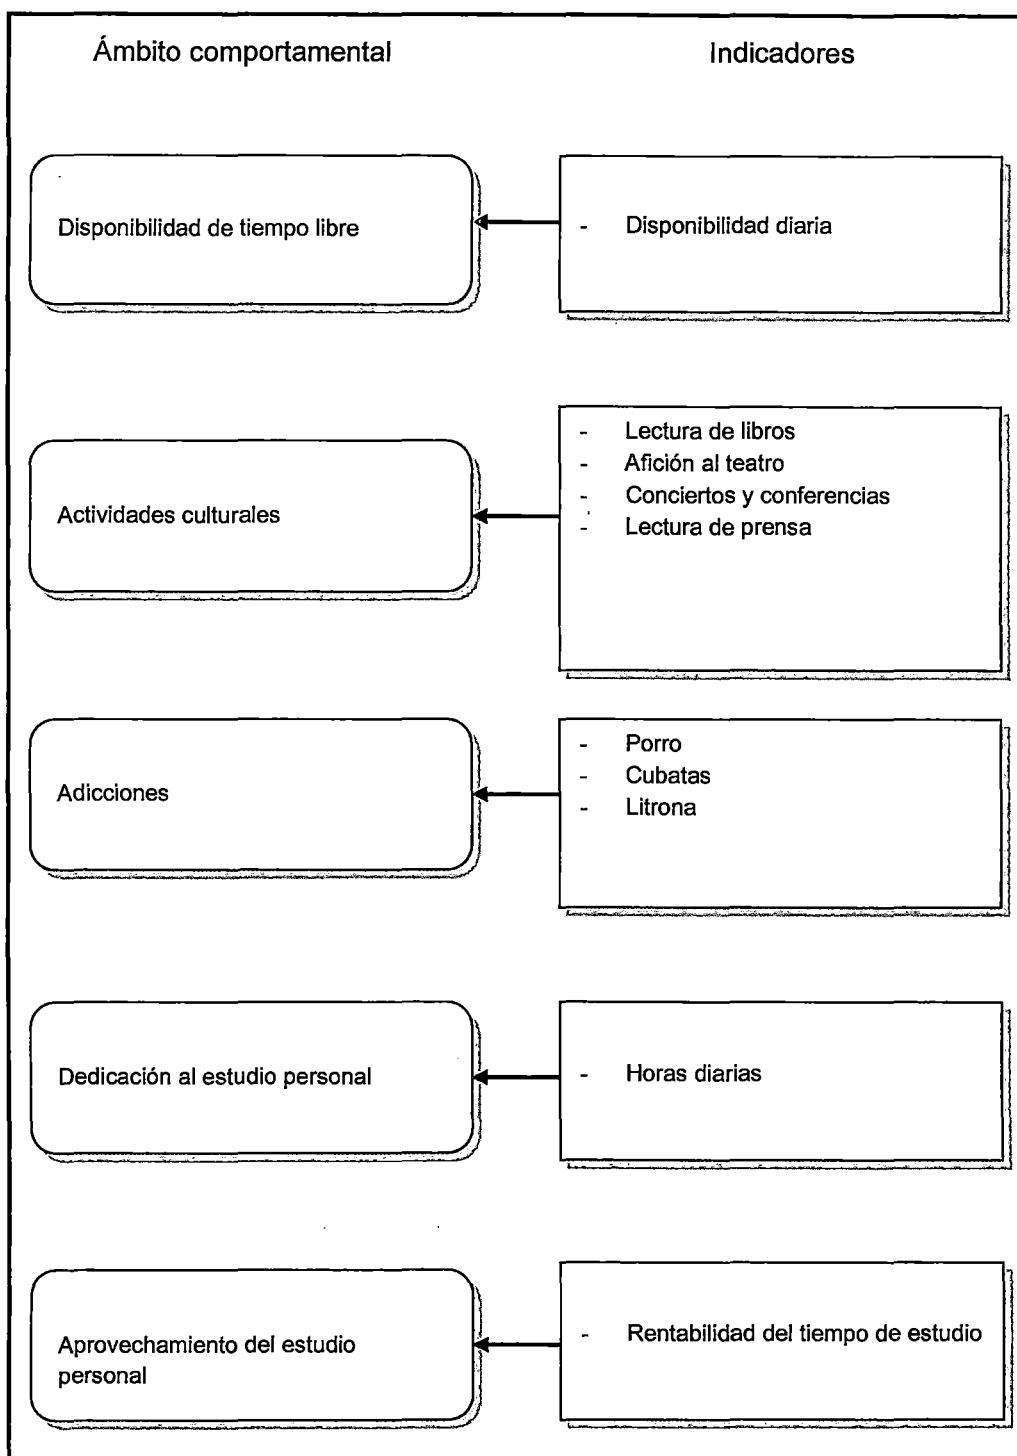 Ámbito comportamental
Indicadores
Disponibilidad de tiempo libre
- Disponibilidad diaria
Actividades culturales
- Lectura de libros
- Afición al teatro
- Conciertos y conferencias
- Lectura de prensa
Adicciones
- Porro
- Cubatas
- Litrona
Dedicación al estudio personal
- Horas diarias
Aprovechamiento del estudio
personal
- Rentabilidad del tiempo de estudio